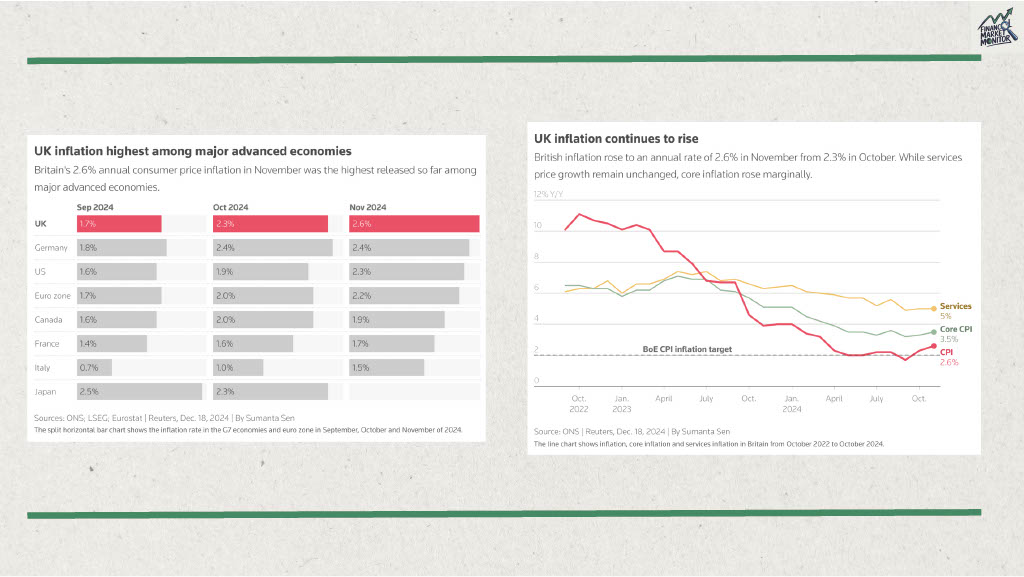 FINANCIAL
MARKET
MONITOR
UK inflation highest among major advanced economies
Britain's 2.6% annual consumer price inflation in November was the highest released so far among
major advanced economies.
Sep 2024 Oct 2024 Nov 2024
UK 1.7% 2.3% 2.6%
Germany 1.8% 2.4% 2.4%
US 1.6% 1.9% 2.3%
Euro zone 1.7% 2.0% 2.2%
Canada 1.6% 2.0% 1.9%
France 1.4% 1.6% 1.7%
Italy 0.7% 1.0% 1.5%
Japan 2.5% 2.3%
Sources: ONS; LSEG; Eurostat | Reuters, Dec. 18, 2024 | By Sumanta Sen
The split horizontal bar chart shows the inflation rate in the G7 economies and euro zone in September, October and November of 2024.
UK inflation continues to rise
British inflation rose to an annual rate of 2.6% in November from 2.3% in October. While services
price growth remain unchanged, core inflation rose marginally.
12% Y/Y
10
8
6
4
2
0
Services
5%
Core CPI
3.5%
CPI
2.6%
BoE CPI inflation target
Oct. Jan. April July Oct. Jan. April July Oct.
2022 2023 2024
Source: ONS | Reuters, Dec. 18, 2024 | By Sumanta Sen
The line chart shows inflation, core inflation and services inflation in Britain from October 2022 to October 2024.